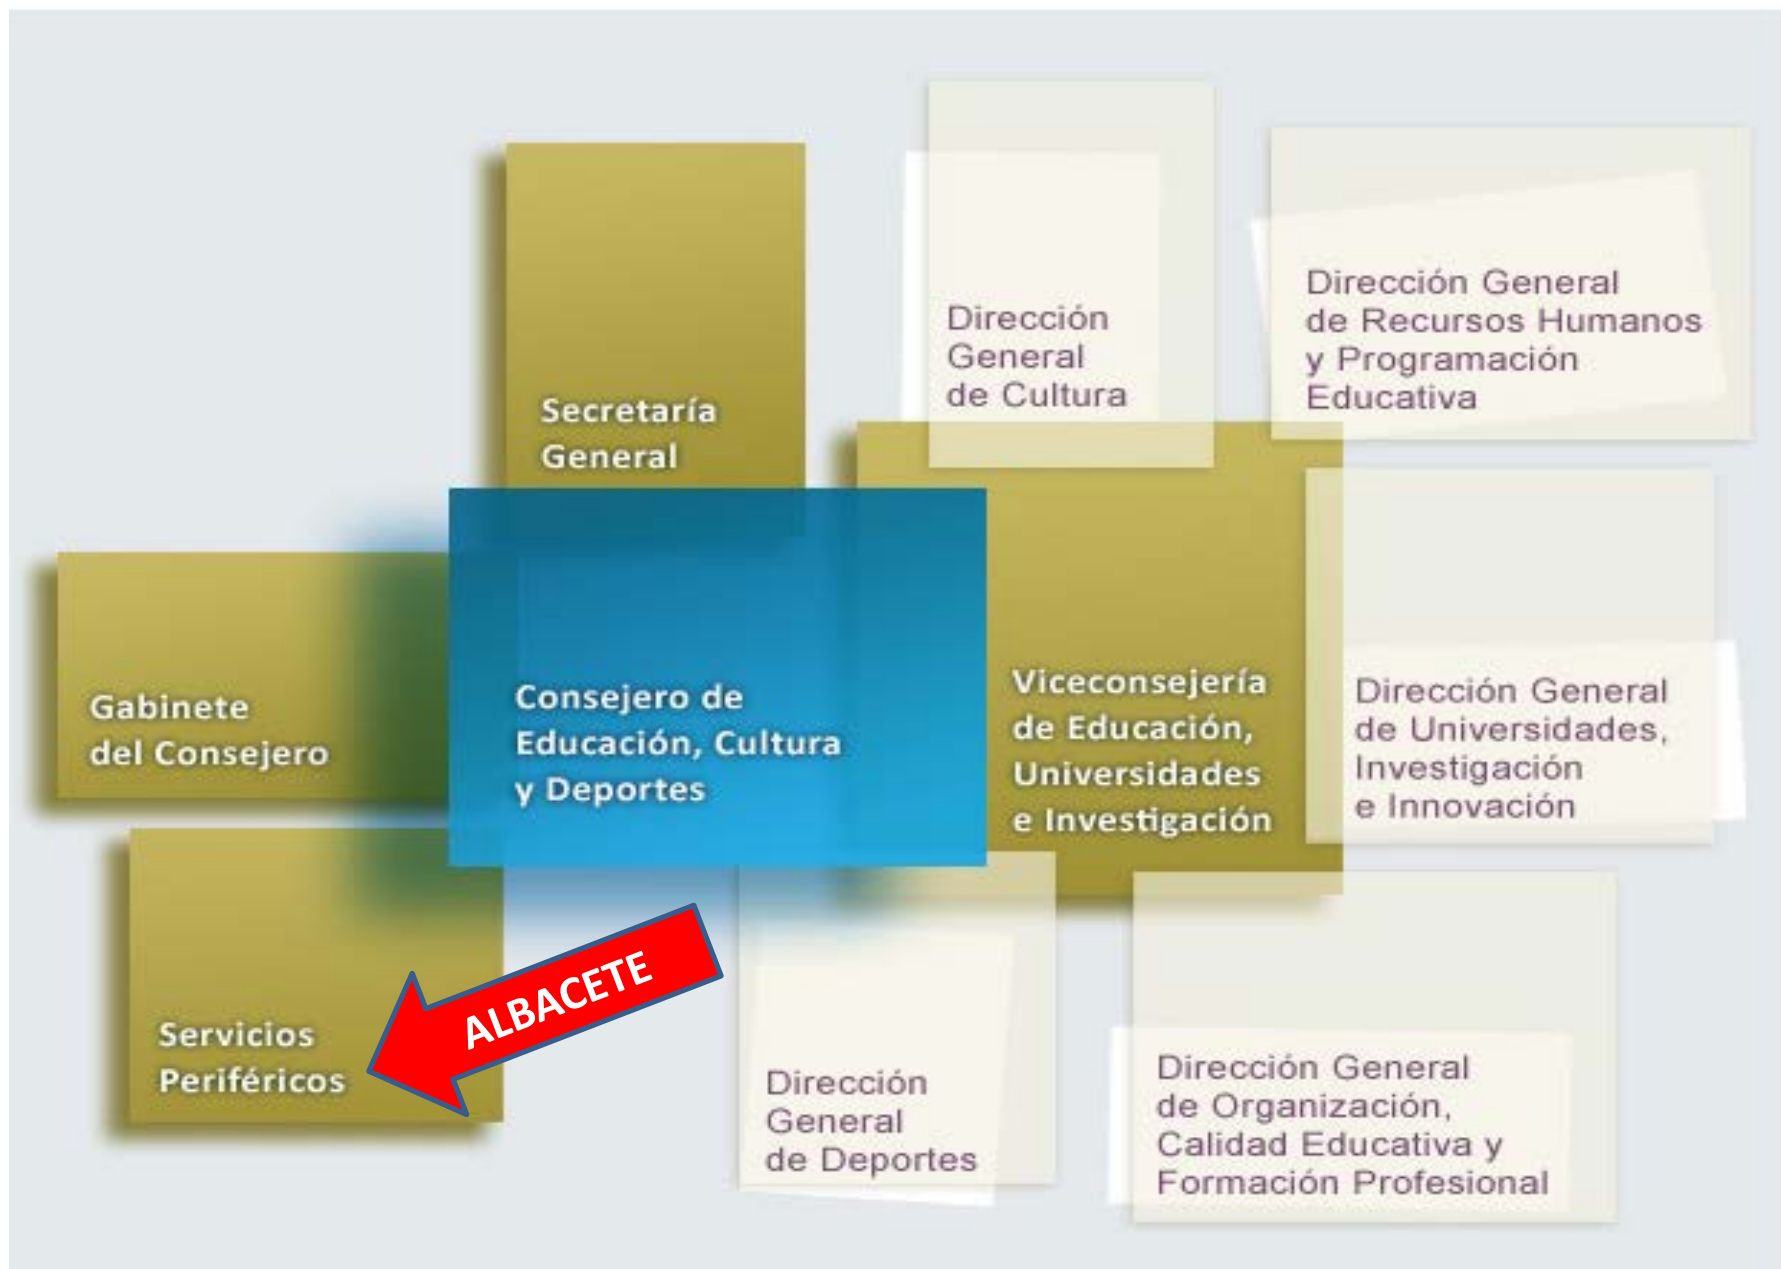 Dirección
General
de Cultura
Dirección General
de Recursos Humanos
y Programación
Educativa
Secretaría
General
Gabinete
del Consejero
Consejero de
Educación, Cultura
y Deportes
Viceconsejería
de Educación,
Universidades
e Investigación
Dirección General
de Universidades,
Investigación
e Innovación
ALBACETE
Servicios
Periféricos
Dirección
General
de Deportes
Dirección General
de Organización,
Calidad Educativa y
Formación Profesional